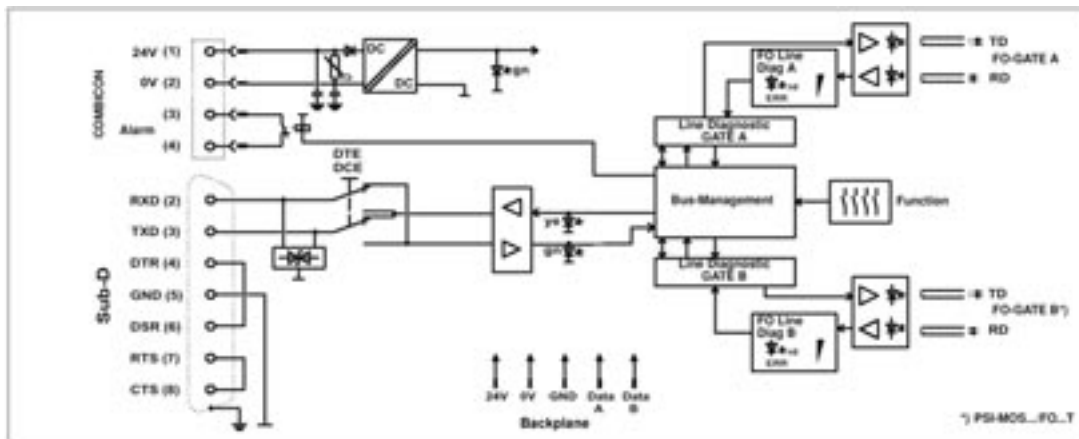 COMBICON
24V (1)
0V (2)
(3)
Alarm
(4)
DC
DC
gn
Sub-D
RXD (2)
TXD (3)
DTR (4)
GND (5)
DSR (6)
RTS (7)
CTS (8)
DTE
DCE
ye
gn
Bus-Management
Function
Line Diagnostic
GATE A
FO Line
Diag A
TD
FO-GATE A
RD
Line Diagnostic
GATE B
FO Line
Diag B
TD
FO-GATE B*)
RD
24V
0V
GND
Data
A
Data
B
Backplane
*) PSI-MOS.../FO...T